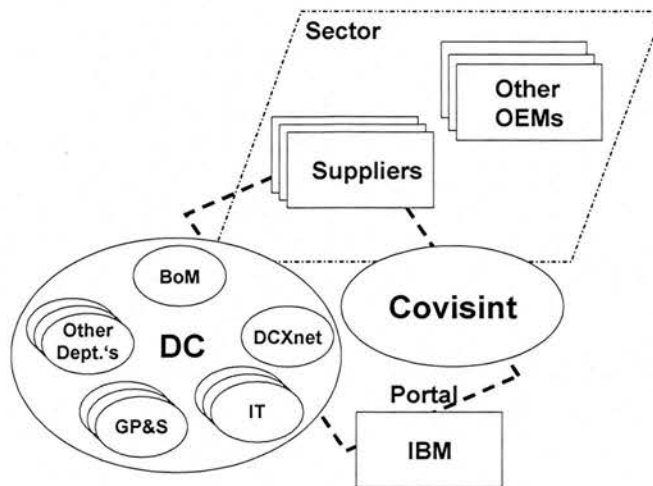 Sector
Other
OEMs
Suppliers
BoM
Covisint
Other
Dept.‘s
DC
DCXnet
Portal
GP&S
IT
IBM